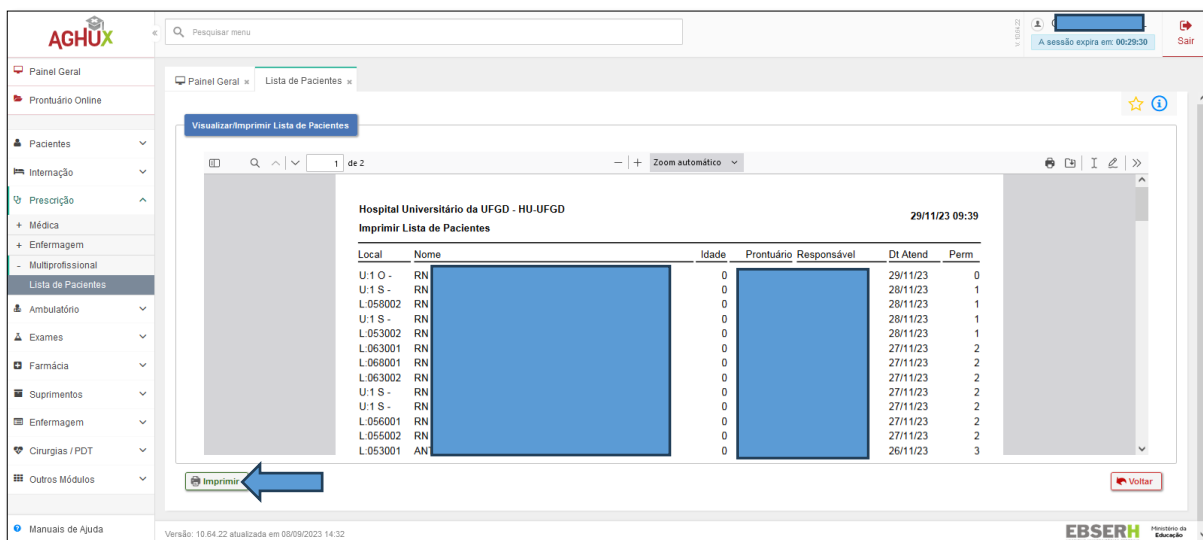 AGHUX
«
Pesquisar menu
V. 10.64.22
A sessão expira em: 00:29:30
Sair
Painel Geral
Prontuário Online
Pacientes
Internação
Prescrição
+ Médica
+ Enfermagem
- Multiprofissional
Lista de Pacientes
Ambulatório
Exames
Farmácia
Suprimentos
Enfermagem
Cirurgias / PDT
Outros Módulos
Manuais de Ajuda
Painel Geral × Lista de Pacientes ×
Visualizar/Imprimir Lista de Pacientes
1 de 2 − + Zoom automático
Hospital Universitário da UFGD - HU-UFGD
29/11/23 09:39
Imprimir Lista de Pacientes
Local Nome Idade Prontuário Responsável Dt Atend Perm
U:1 O - RN 0 29/11/23 0
U:1 S - RN 0 28/11/23 1
L:058002 RN 0 28/11/23 1
U:1 S - RN 0 28/11/23 1
L:053002 RN 0 28/11/23 1
L:063001 RN 0 27/11/23 2
L:068001 RN 0 27/11/23 2
L:063002 RN 0 27/11/23 2
U:1 S - RN 0 27/11/23 2
U:1 S - RN 0 27/11/23 2
L:056001 RN 0 27/11/23 2
L:055002 RN 0 27/11/23 2
L:053001 0 26/11/23 3
Imprimir
Voltar
Versão: 10.64.22 atualizada em 08/09/2023 14:32
EBSERH
Ministério da
Educação